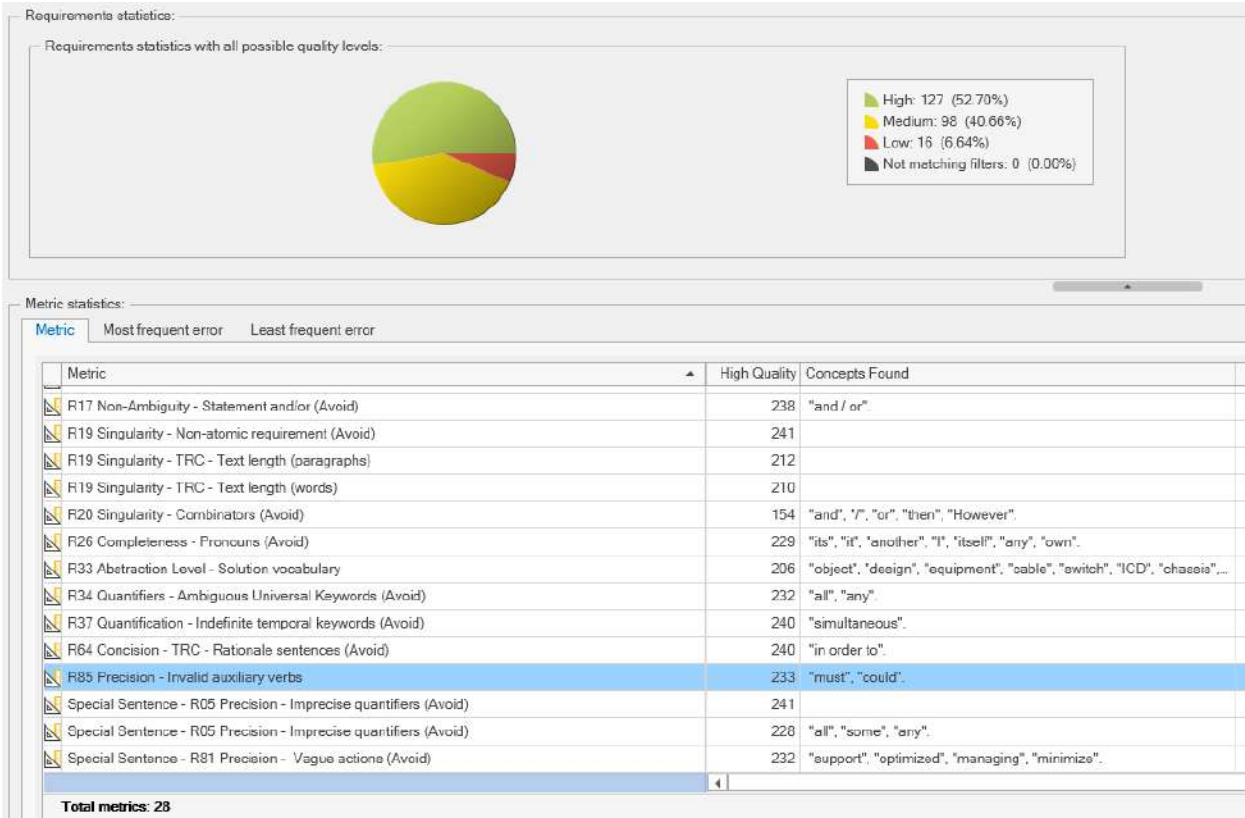 Requirements statistics:
Requirements statistics with all possible quality levels:
High: 127 (52.70%)
Medium: 98 (40.66%)
Low: 16 (6.64%)
Not matching filters: 0 (0.00%)
Metric statistics:
Metric Most frequent error Least frequent error
Metric High Quality Concepts Found
R17 Non-Ambiguity - Statement and/or (Avoid) 238 "and / or".
R19 Singularity - Non-atomic requirement (Avoid) 241
R19 Singularity - TRC - Text length (paragraphs) 212
R19 Singularity - TRC - Text length (words) 210
R20 Singularity - Combinators (Avoid) 154 "and", "/", "or", "then", "However".
R26 Completeness - Pronouns (Avoid) 229 "its", "it", "another", "I", "itself", "any", "own".
R33 Abstraction Level - Solution vocabulary 206 "object", "design", "equipment", "cable", "switch", "ICD", "chassis",...
R34 Quantifiers - Ambiguous Universal Keywords (Avoid) 232 "all", "any".
R37 Quantification - Indefinite temporal keywords (Avoid) 240 "simultaneous".
R64 Concision - TRC - Rationale sentences (Avoid) 240 "in order to".
R85 Precision - Invalid auxiliary verbs 233 "must", "could".
Special Sentence - R05 Precision - Imprecise quantifiers (Avoid) 241
Special Sentence - R05 Precision - Imprecise quantifiers (Avoid) 228 "all", "some", "any".
Special Sentence - R81 Precision - Vague actions (Avoid) 232 "support", "optimized", "managing", "minimize".
Total metrics: 28